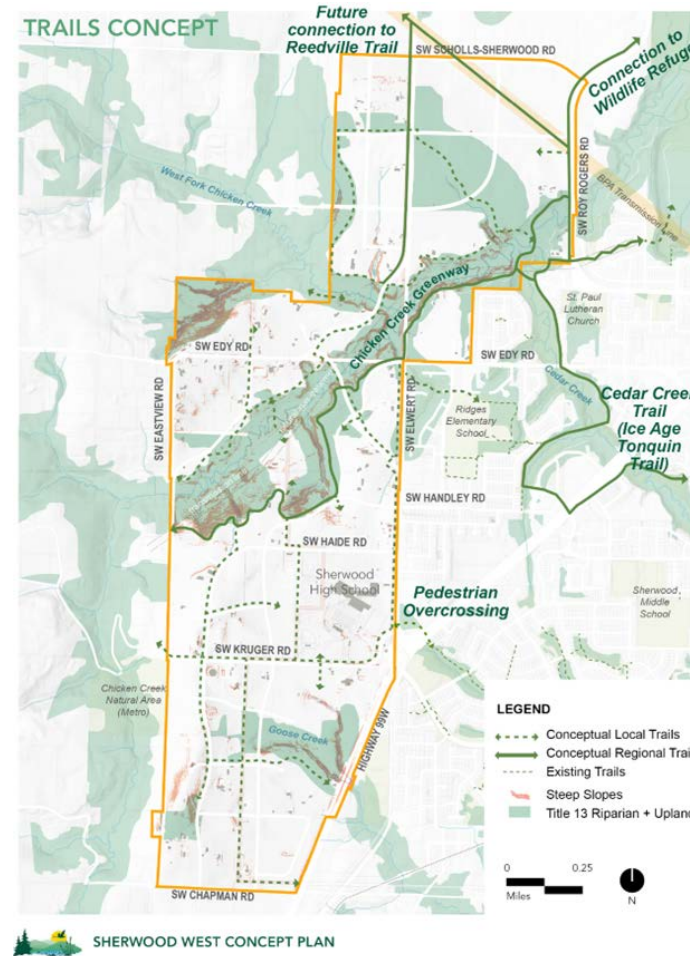 TRAILS CONCEPT
Future
connection to
Reedville Trail
SW SCHOLLS-SHERWOOD RD
Connection to
Wildlife Refug
West Fork Chicken Creek
SW ROY ROGERS RD
BPA Transmission
Chicken Creek Greenway
St. Paul
Lutheran
Church
SW EDY RD
SW EDY RD
SW EASTVIEW RD
SW ELWERT RD
Cedar Creek
Ridges
Elementary
School
Cedar Creek
Trail
(Ice Age
Tonquin
Trail)
SW HANDLEY RD
SW HAIDE RD
Sherwood
High School
Pedestrian
Overcrossing
Sherwood
Middle
School
SW KRUGER RD
Chicken Creek
Natural Area
(Metro)
Goose Creek
HIGHWAY 99W
SW CHAPMAN RD
LEGEND
Conceptual Local Trails
Conceptual Regional Trai
Existing Trails
Steep Slopes
Title 13 Riparian + Upland
0 0.25
Miles
N
SHERWOOD WEST CONCEPT PLAN